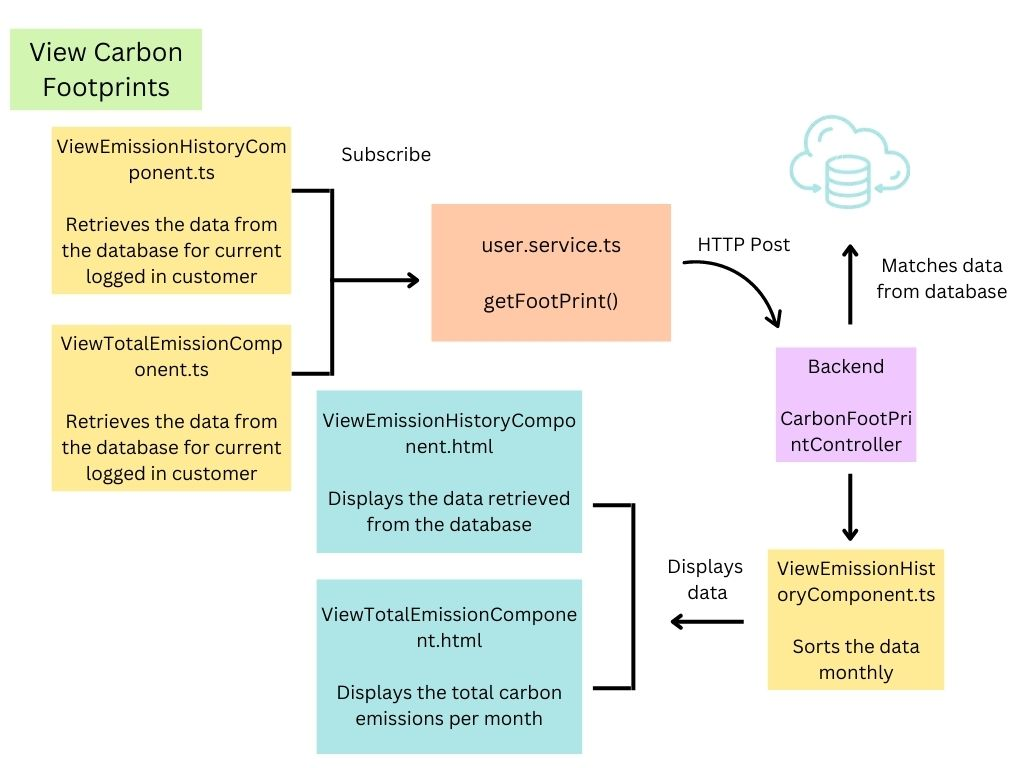 View Carbon
Footprints
ViewEmissionHistoryCom
ponent.ts
Retrieves the data from
the database for current
logged in customer
Subscribe
ViewTotalEmissionComp
onent.ts
Retrieves the data from
the database for current
logged in customer
user.service.ts
getFootPrint()
HTTP Post
Matches data
from database
Backend
CarbonFootPri
ntController
ViewEmissionHist
oryComponent.ts
Sorts the data
monthly
Displays
data
ViewEmissionHistoryCompo
nent.html
Displays the data retrieved
from the database
ViewTotalEmissionCompone
nt.html
Displays the total carbon
emissions per month